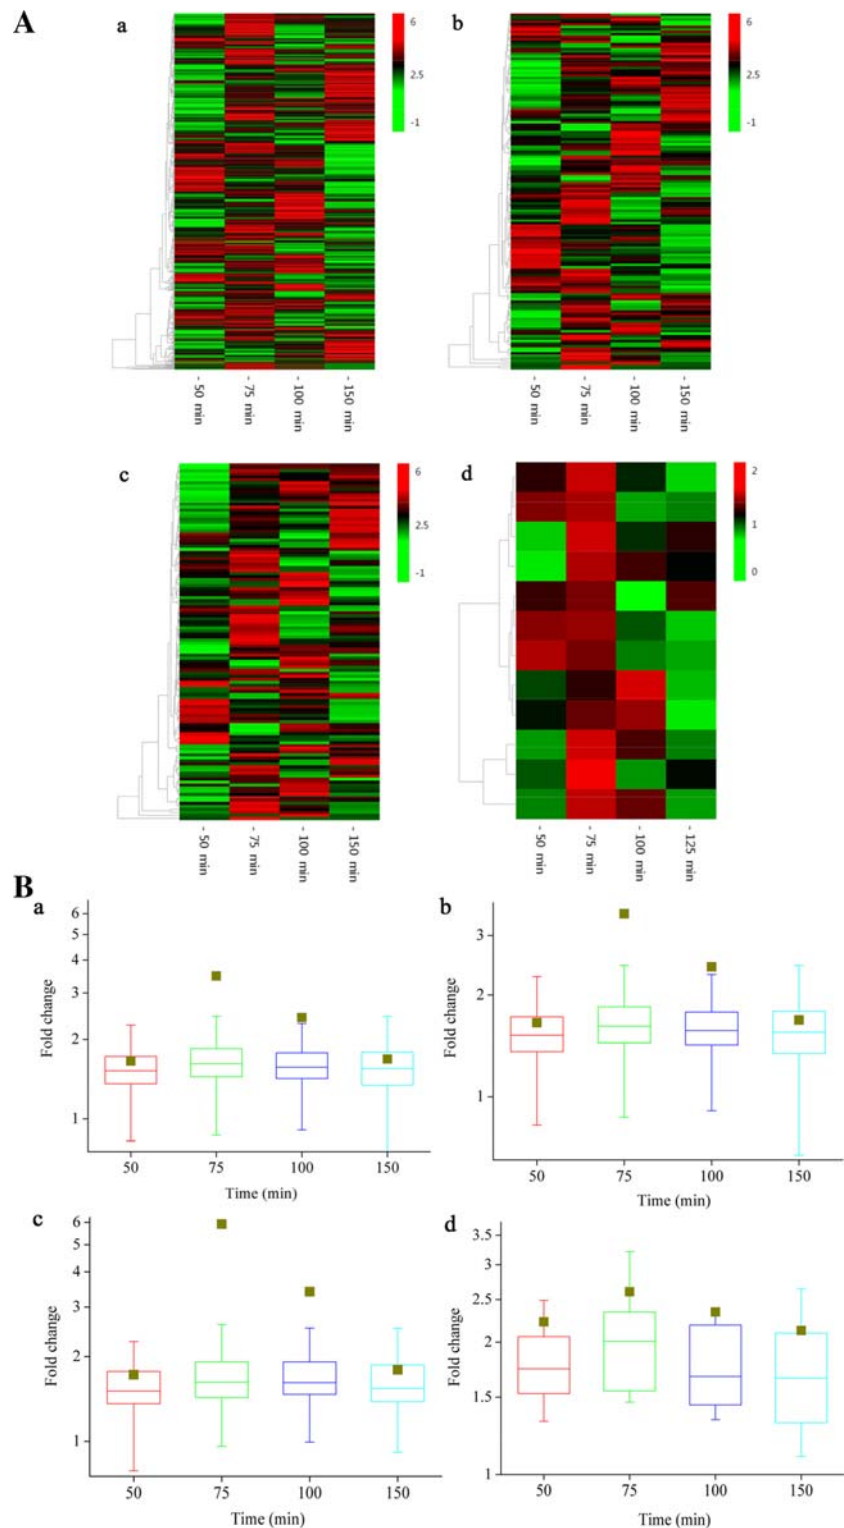 A
a
6
2.5
-1
- 50 min
- 75 min
- 100 min
- 150 min
b
6
2.5
-1
- 50 min
- 75 min
- 100 min
- 150 min
c
6
2.5
-1
- 50 min
- 75 min
- 100 min
- 150 min
d
2
1
0
- 50 min
- 75 min
- 100 min
- 125 min
B
a
Fold change
6
5
4
3
2
1
50 75 100 150
Time (min)
b
Fold change
3
2
1
50 75 100 150
Time (min)
c
Fold change
6
5
4
3
2
1
50 75 100 150
Time (min)
d
Fold change
3.5
3
2.5
2
1.5
1
50 75 100 150
Time (min)